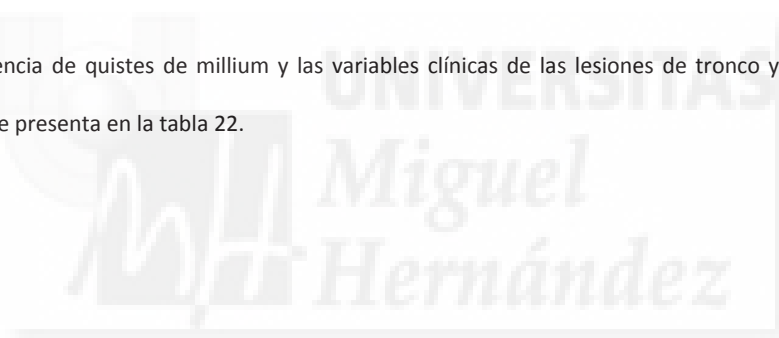 encia de quistes de millium y las variables clínicas de las lesiones de tronco y
e presenta en la tabla 22.
UNIVERSITAS
Miguel
Hernández